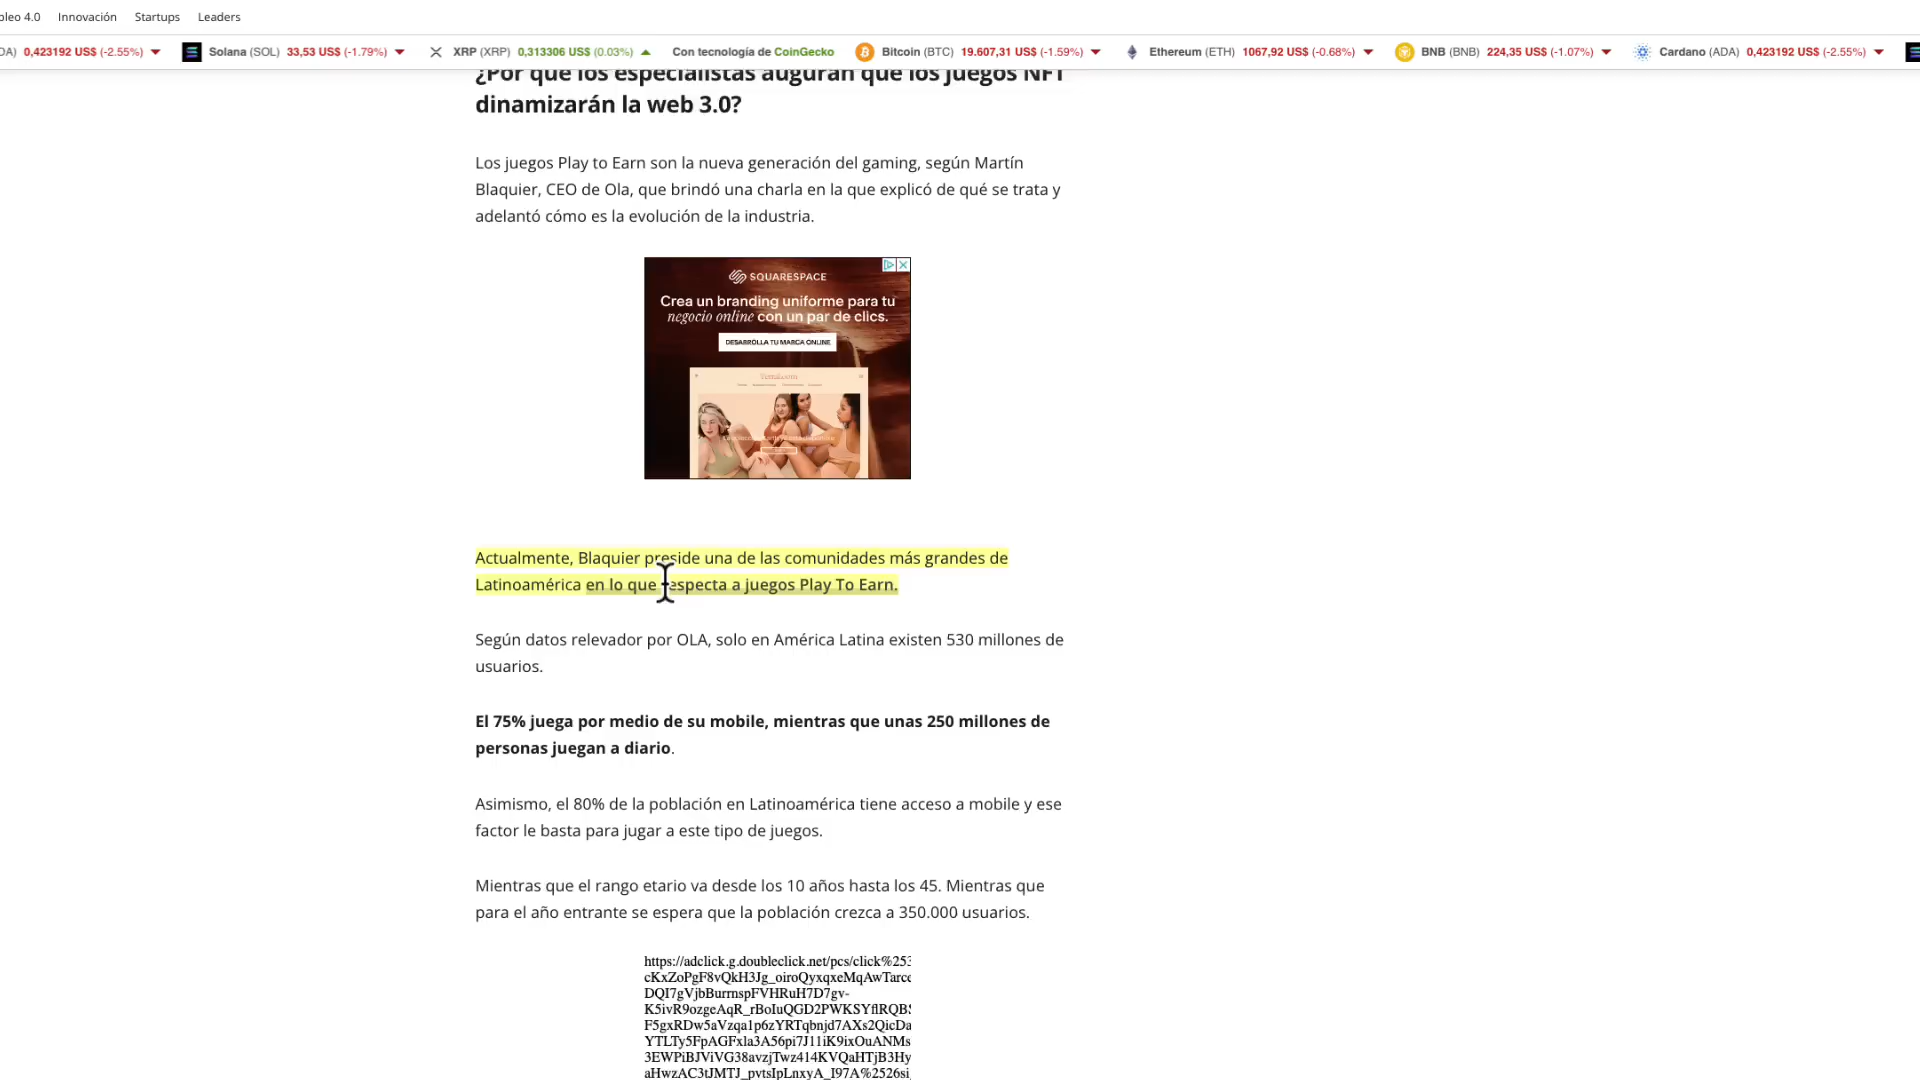 Innovación Startups Leaders
0,423192 US$ (-2.55%) Solana (SOL) 33,53 US$ (-1.79%) XRP (XRP) 0,313306 US$ (0.03%) Con tecnología de CoinGecko Bitcoin (BTC) 19.607,31 US$ (-1.59%) Ethereum (ETH) 1067,92 US$ (-0.68%) BNB (BNB) 224,35 US$ (-1.07%) Cardano (ADA) 0,423192 US$ (-2.55%)
¿Por qué los especialistas auguran que los juegos NFT
dinamizarán la web 3.0?
Los juegos Play to Earn son la nueva generación del gaming, según Martín
Blaquier, CEO de Ola, que brindó una charla en la que explicó de qué se trata y
adelantó cómo es la evolución de la industria.
SQUARESPACE
Crea un branding uniforme para tu
negocio online con un par de clics.
DESARROLLA TU MARCA ONLINE
Actualmente, Blaquier preside una de las comunidades más grandes de
Latinoamérica en lo que respecta a juegos Play To Earn.
Según datos relevador por OLA, solo en América Latina existen 530 millones de
usuarios.
El 75% juega por medio de su mobile, mientras que unas 250 millones de
personas juegan a diario.
Asimismo, el 80% de la población en Latinoamérica tiene acceso a mobile y ese
factor le basta para jugar a este tipo de juegos.
Mientras que el rango etario va desde los 10 años hasta los 45. Mientras que
para el año entrante se espera que la población crezca a 350.000 usuarios.
https://adclick.g.doubleclick.net/pcs/click%253
cKxZoPgF8vQkH3Jg_oiroQyxqxeMqAwTarce
DQI7gVjbBurrnspFVHRuH7D7gv-
K5ivR9ozgeAqR_rBoIuQGD2PWKSYflRQBS
F5gxRDw5aVzqa1p6zYRTqbnjd7AXs2QicDa
YTLTy5FpAGFxla3A56pi7J11iK9ixOuANMs
3EWPiBJViVG38avzjTwz414KVQaHTjB3Hy
aHwzAC3tJMTJ_pvtsIpLnxyA_I97A%2526si